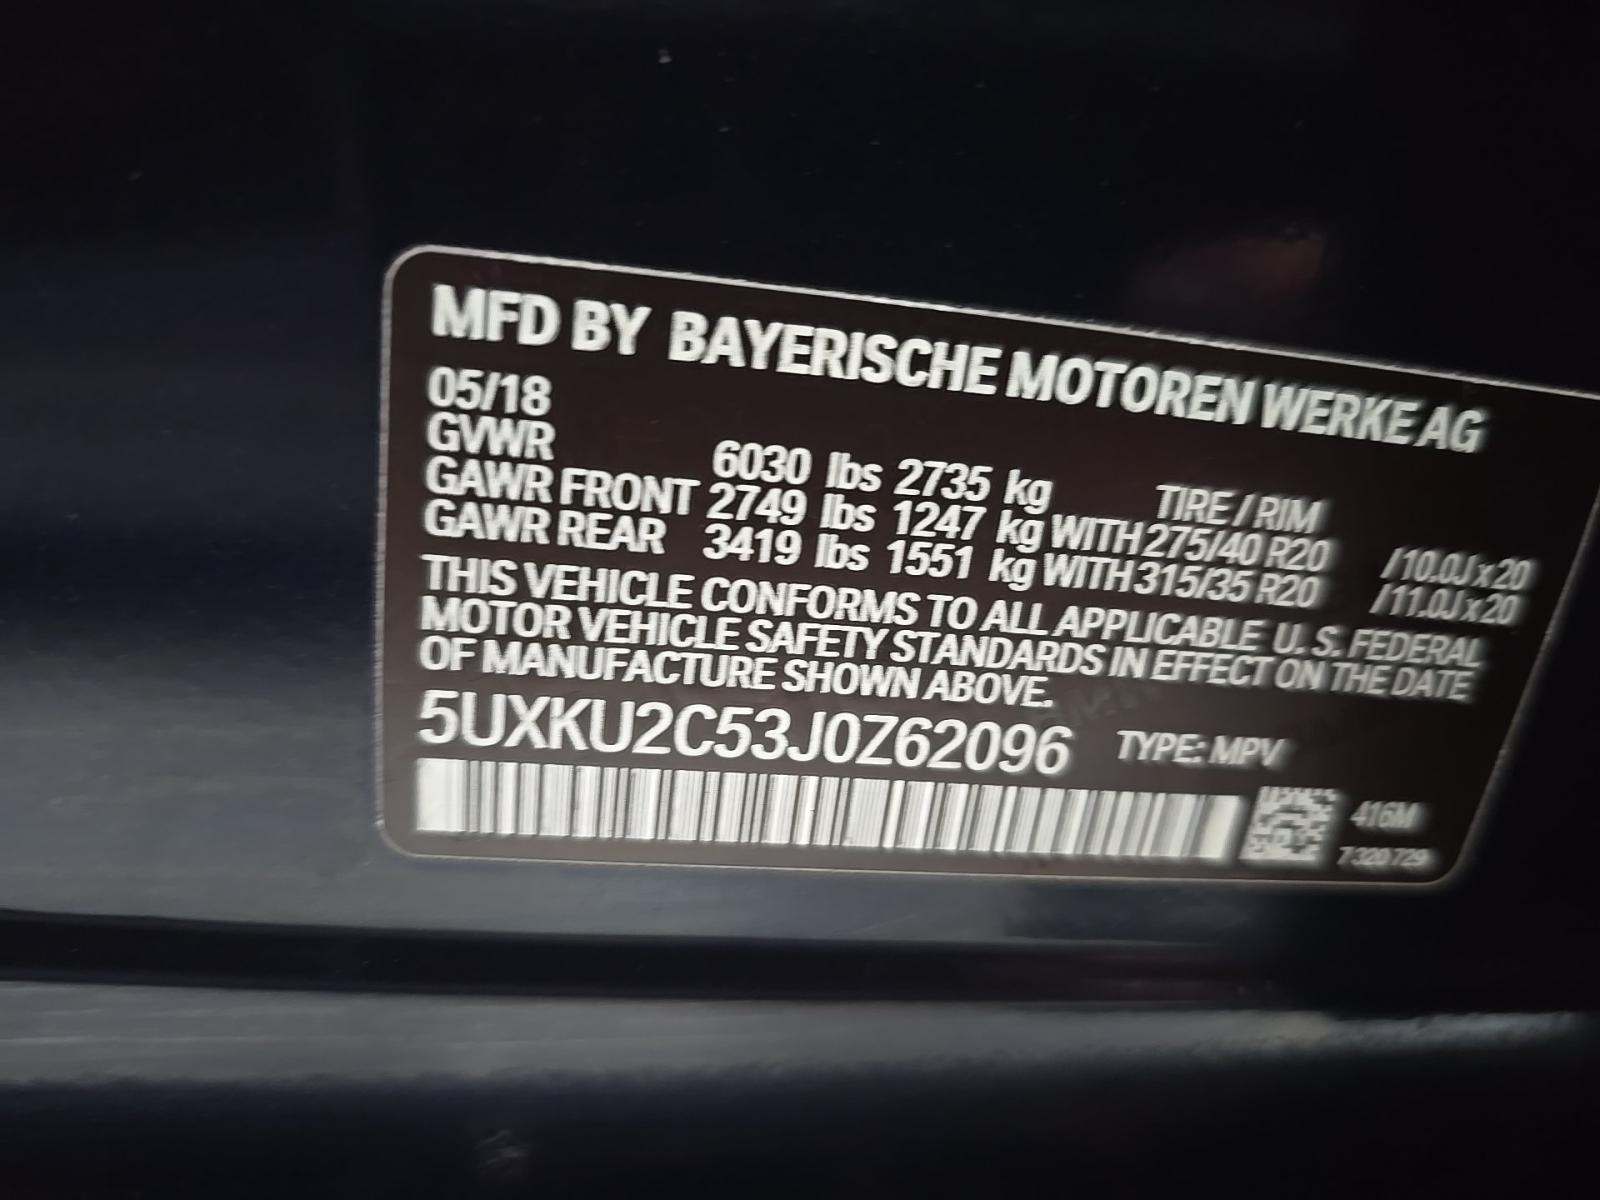 MFD BY BAYERISCHE MOTOREN WERKE AG
05/18
GVWR 6030 lbs 2735 kg TIRE / RIM
GAWR FRONT 2749 lbs 1247 kg WITH 275/40 R20 /10.0J x 20
GAWR REAR 3419 lbs 1551 kg WITH 315/35 R20 /11.0J x 20
THIS VEHICLE CONFORMS TO ALL APPLICABLE U.S. FEDERAL
MOTOR VEHICLE SAFETY STANDARDS IN EFFECT ON THE DATE
OF MANUFACTURE SHOWN ABOVE.
5UXKU2C53J0Z62096 TYPE: MPV
416M
7 320 729